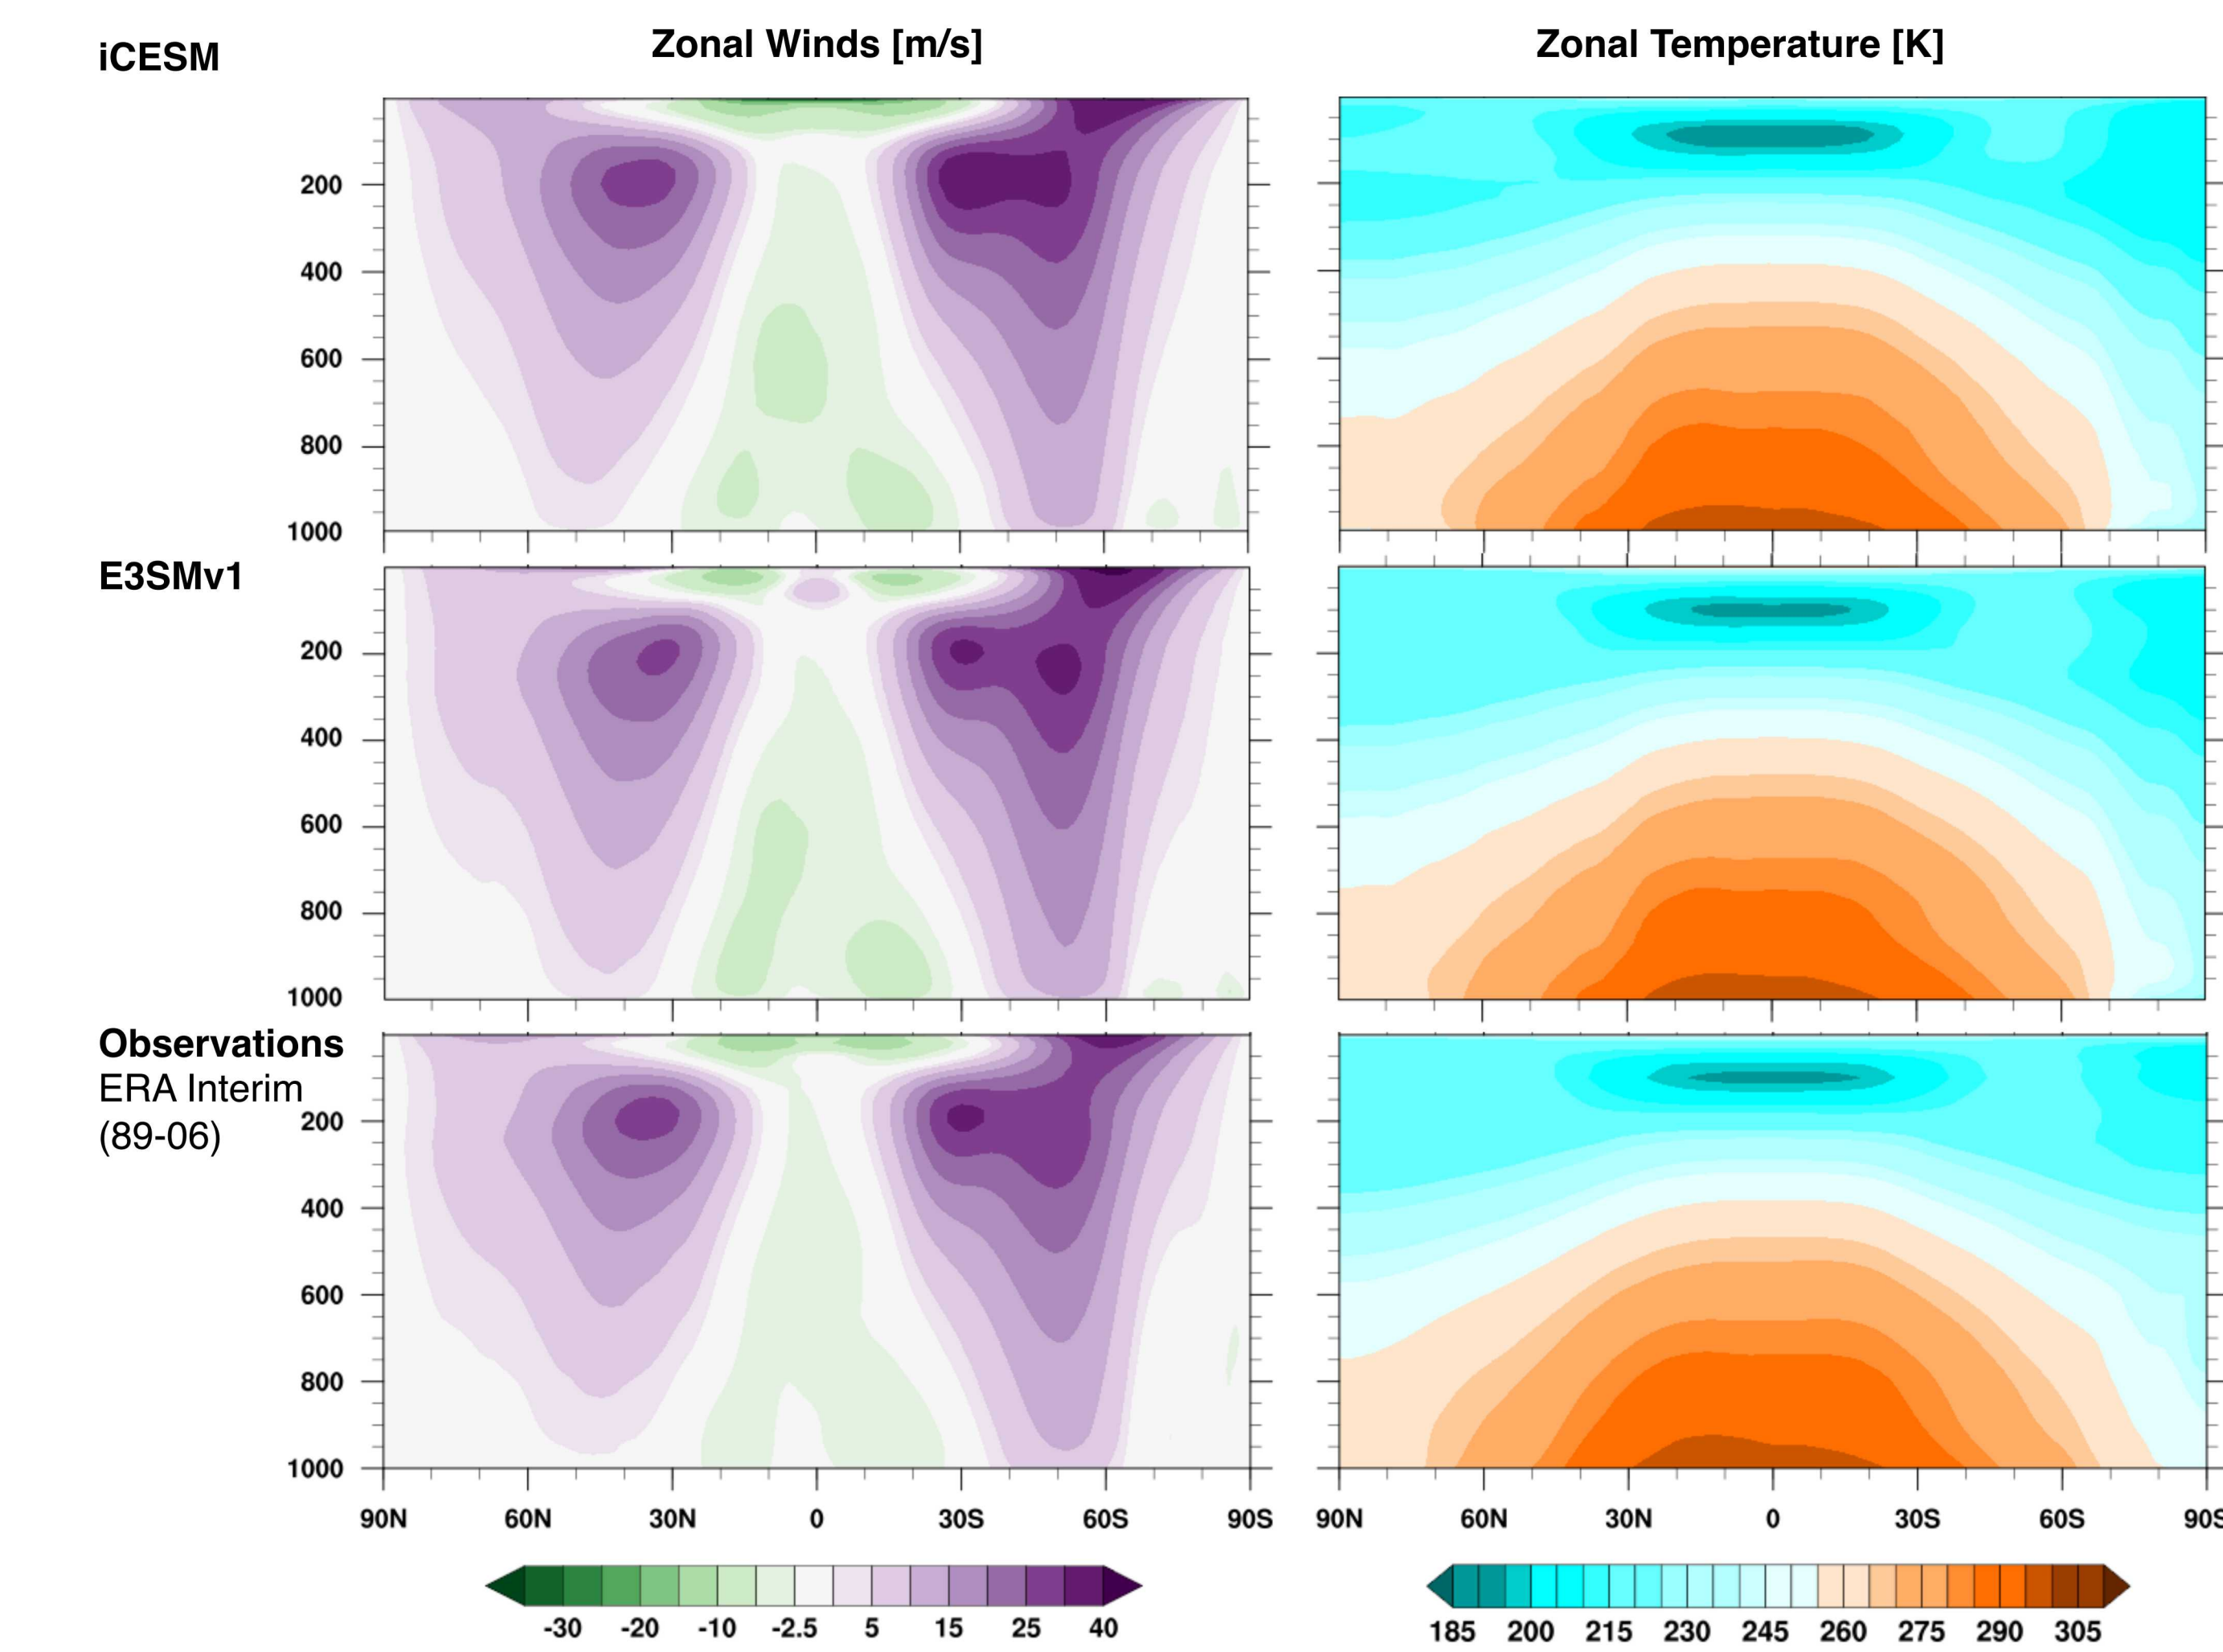 iCESM
Zonal Winds [m/s]
Zonal Temperature [K]
200
400
600
800
1000
E3SMv1
200
400
600
800
1000
Observations
ERA Interim
(89-06)
200
400
600
800
1000
90N 60N 30N 0 30S 60S 90S
90N 60N 30N 0 30S 60S 90S
-30 -20 -10 -2.5 5 15 25 40
185 200 215 230 245 260 275 290 305